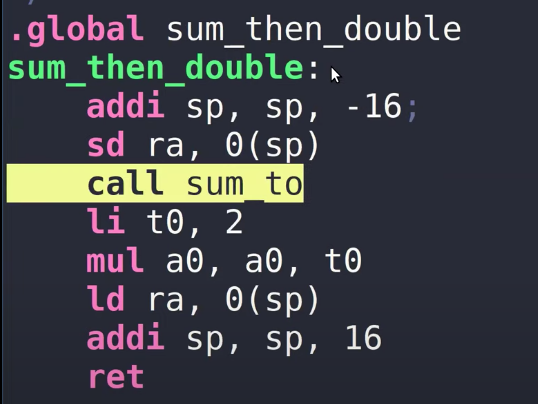 .global sum_then_double
sum_then_double:
addi sp, sp, -16;
sd ra, 0(sp)
call sum_to
li t0, 2
mul a0, a0, t0
ld ra, 0(sp)
addi sp, sp, 16
ret